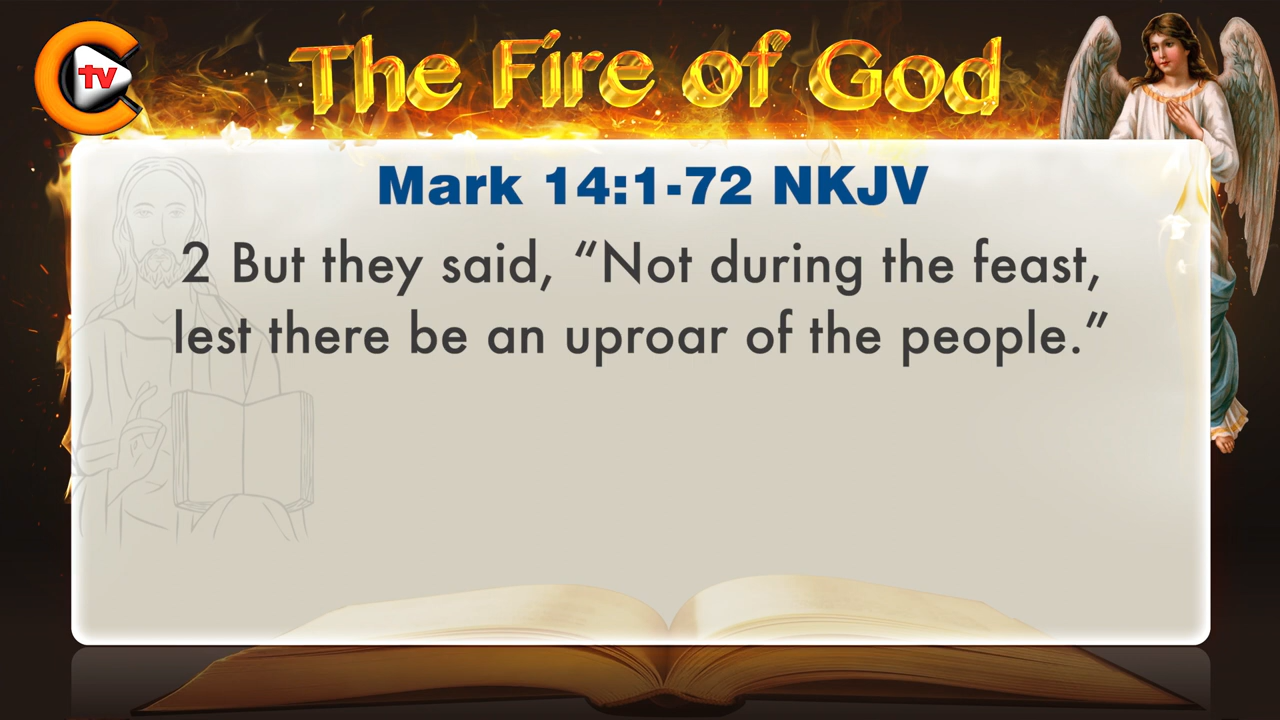 C tv
The Fire of God
Mark 14:1-72 NKJV
2 But they said, “Not during the feast,
lest there be an uproar of the people.”